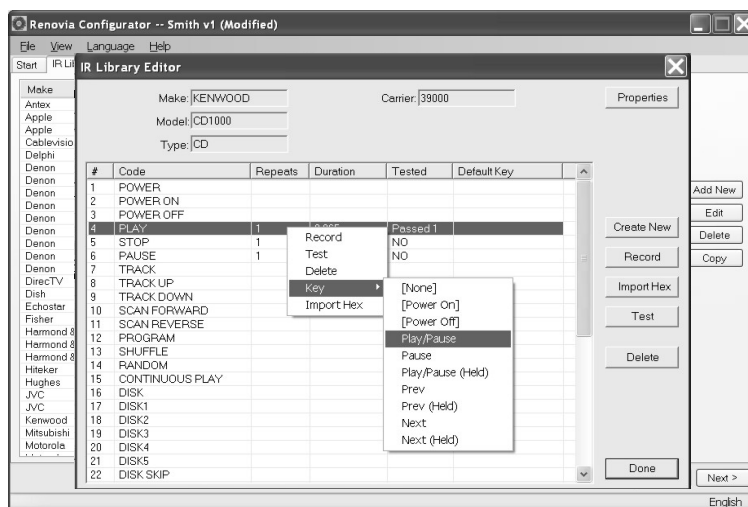 Renovia Configurator -- Smith v1 (Modified)
File View Language Help
Start IR Li
IR Library Editor
Make: KENWOOD Carrier: 39000 Properties
Model: CD1000
Type: CD
Make
Antex
Apple
Apple
Cablevisio
Delphi
Denon
Denon
Denon
Denon
Denon
Denon
Denon
Denon
Denon
DirecTV
Dish
Echostar
Fisher
Harmond &
Harmond &
Harmond &
Hiteker
Hughes
JVC
JVC
Kenwood
Mitsubishi
Motorola
# Code Repeats Duration Tested Default Key
1 POWER
2 POWER ON
3 POWER OFF
4 PLAY 1 Passed 1
5 STOP 1 NO
6 PAUSE 1 NO
7 TRACK
8 TRACK UP
9 TRACK DOWN
10 SCAN FORWARD
11 SCAN REVERSE
12 PROGRAM
13 SHUFFLE
14 RANDOM
15 CONTINUOUS PLAY
16 DISK
17 DISK1
18 DISK2
19 DISK3
20 DISK4
21 DISK5
22 DISK SKIP
Record
Test
Delete
Key
Import Hex
[None]
[Power On]
[Power Off]
Play/Pause
Pause
Play/Pause (Held)
Prev
Prev (Held)
Next
Next (Held)
Create New
Record
Import Hex
Test
Delete
Done
Add New
Edit
Delete
Copy
Next >
English